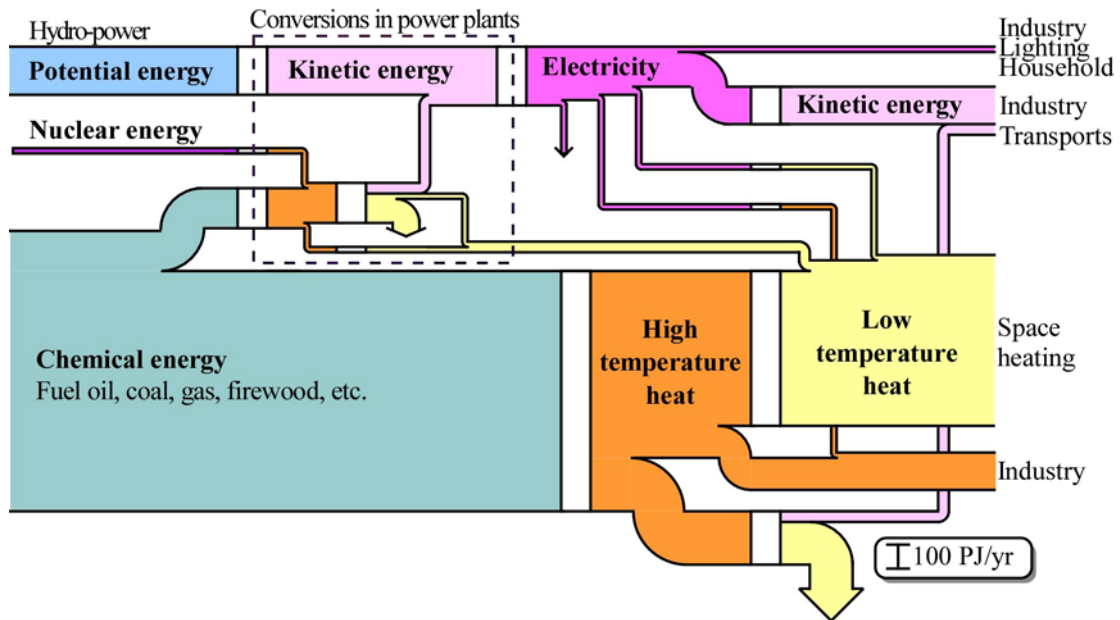 Hydro-power
Conversions in power plants
Industry
Lighting
Household
Potential energy
Kinetic energy
Electricity
Kinetic energy
Industry
Transports
Nuclear energy
Chemical energy
Fuel oil, coal, gas, firewood, etc.
High
temperature
heat
Low
temperature
heat
Space
heating
Industry
100 PJ/yr